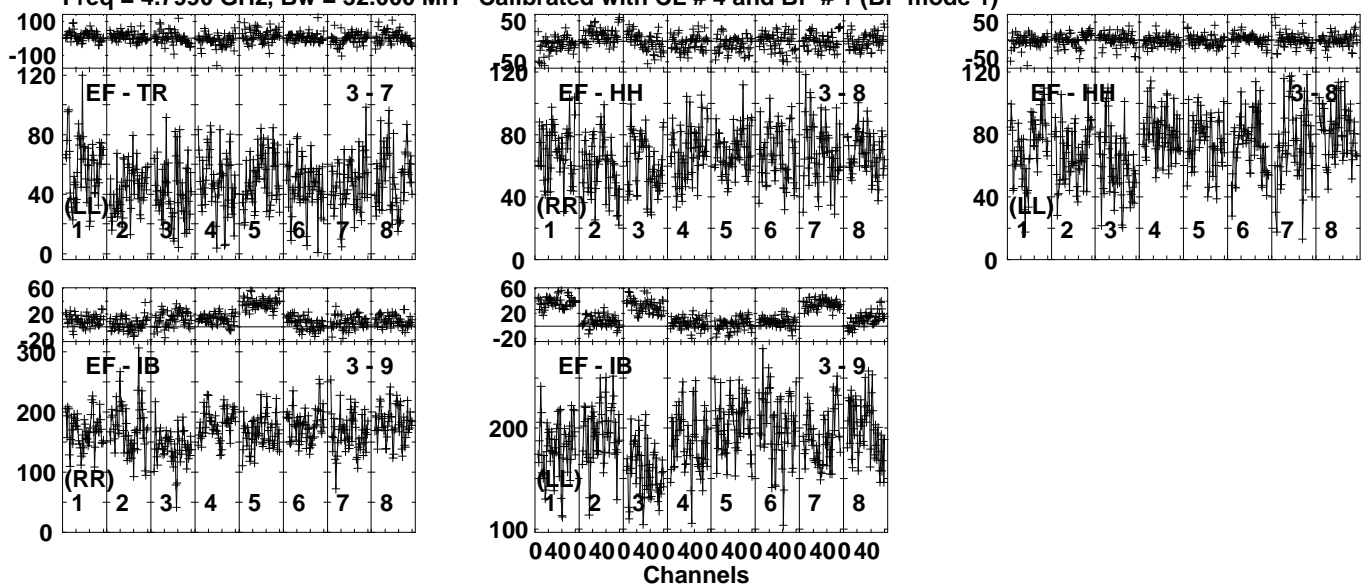 Freq = 4.7990 GHz, Bw = 32.000 MH Calibrated with CL # 4 and BP # 1 (BP mode 1)
100
-100
120
80
40
0
EF - TR 3 - 7
(LL)
1 2 3 4 5 6 7 8
50
-50
120
80
40
0
EF - HH 3 - 8
(RR)
1 2 3 4 5 6 7 8
50
-50
120
80
40
0
EF - HH 3 - 8
(LL)
1 2 3 4 5 6 7 8
60
20
-20
300
200
100
0
EF - IB 3 - 9
(RR)
1 2 3 4 5 6 7 8
60
20
-20
200
100
EF - IB 3 - 9
(LL)
1 2 3 4 5 6 7 8
0 40 0 40 0 40 0 40 0 40 0 40 0 40 0 40
Channels